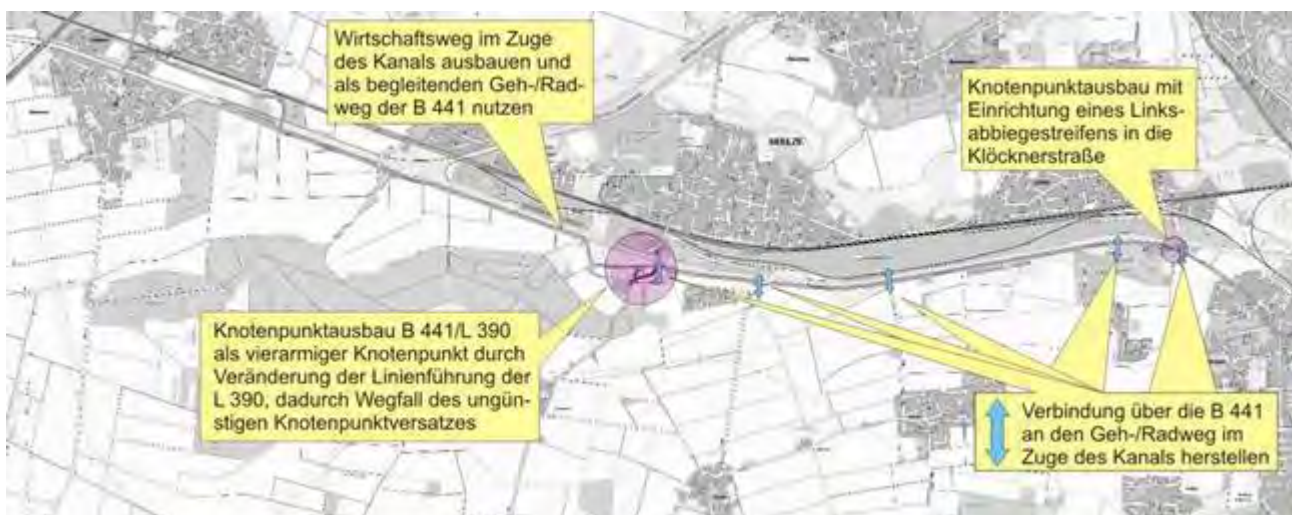 Wirtschaftsweg im Zuge
des Kanals ausbauen und
als begleitenden Geh-/Rad-
weg der B 441 nutzen
Knotenpunktausbau mit
Einrichtung eines Links-
abbiegestreifens in die
Klöcknerstraße
SEELZE
Knotenpunktausbau B 441/L 390
als vierarmiger Knotenpunkt durch
Veränderung der Linienführung der
L 390, dadurch Wegfall des ungün-
stigen Knotenpunktversatzes
Verbindung über die B 441
an den Geh-/Radweg im
Zuge des Kanals herstellen